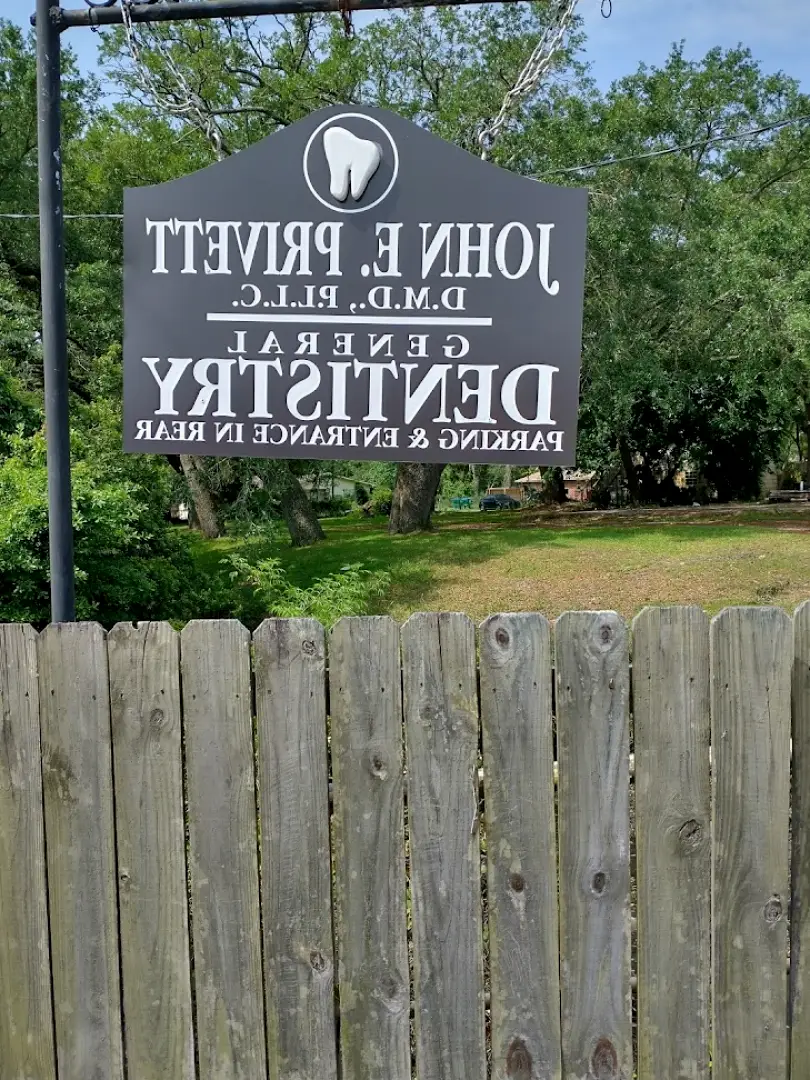 JOHN E. PRIVETT
D.M.D., P.L.L.C.
GENERAL
DENTISTRY
PARKING & ENTRANCE IN REAR